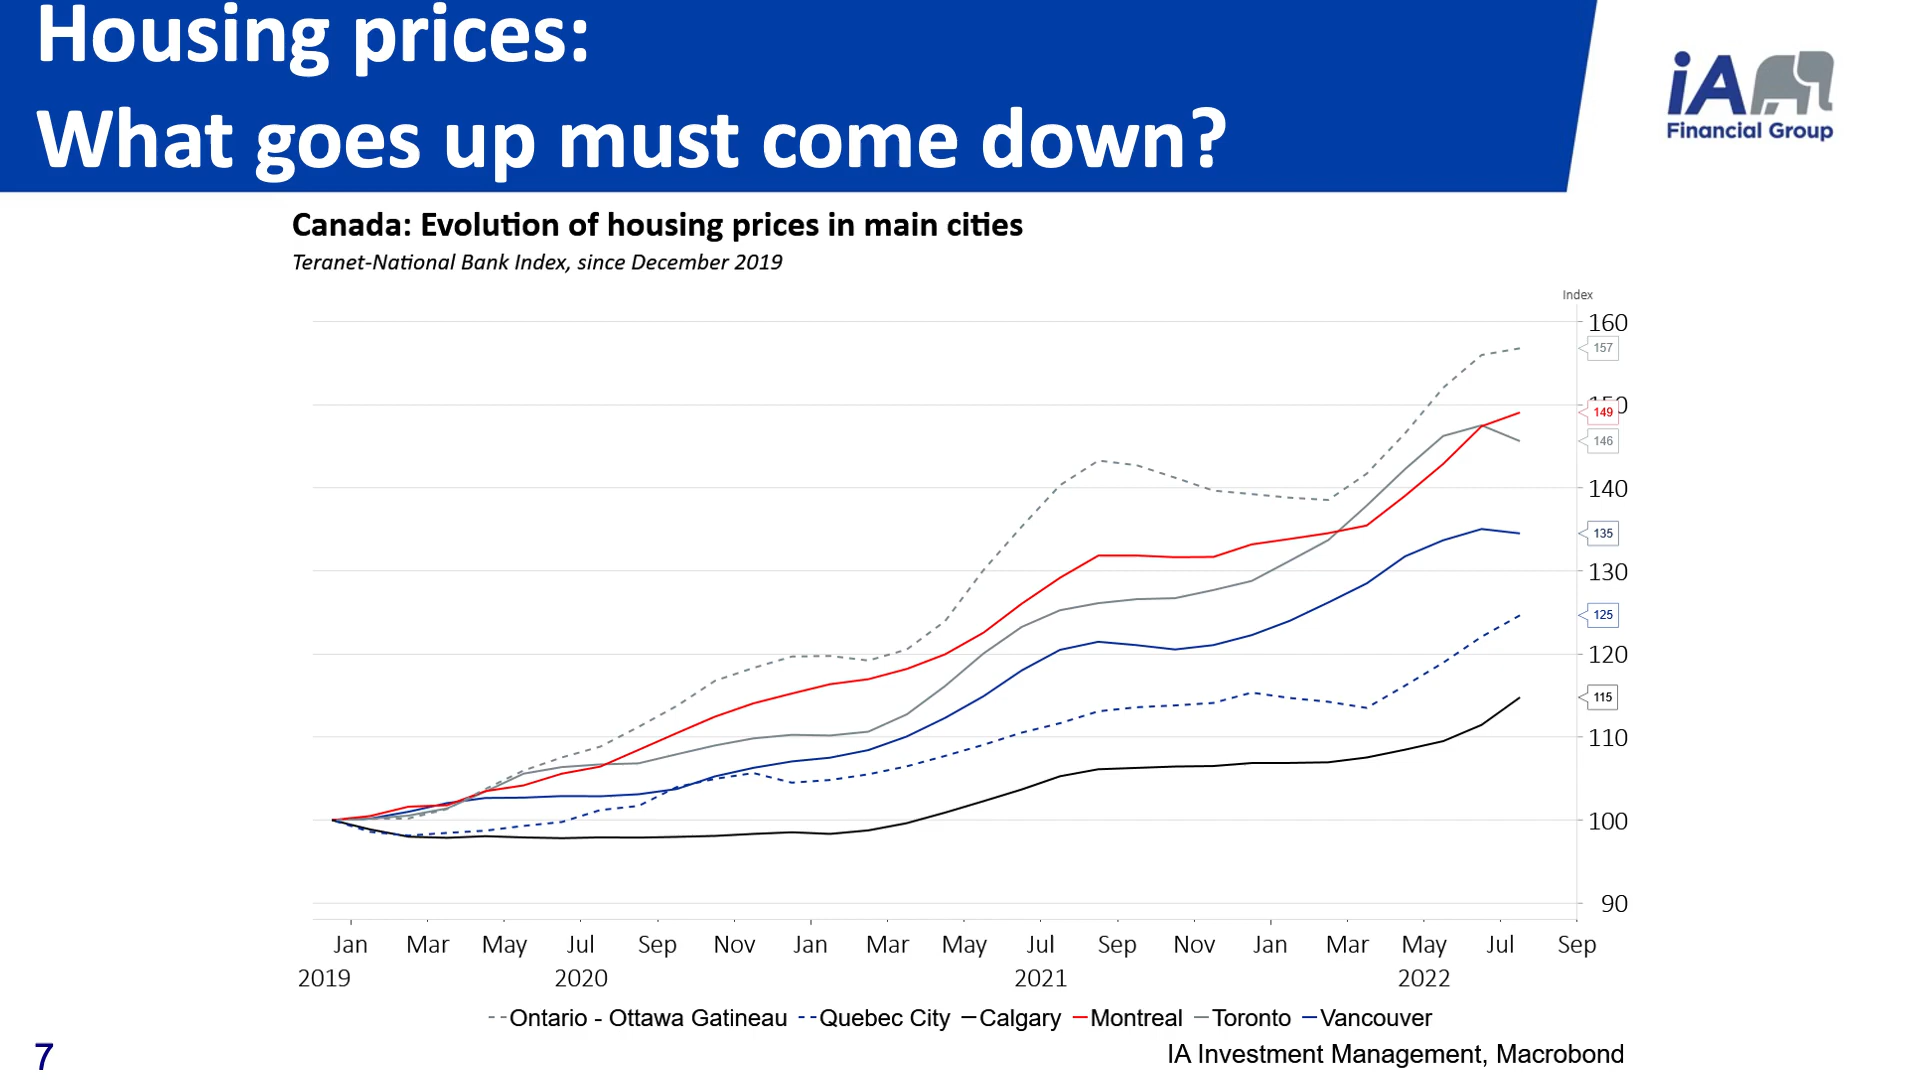 Housing prices:
What goes up must come down?
iA
Financial Group
Canada: Evolution of housing prices in main cities
Teranet-National Bank Index, since December 2019
Index
160
157
150
149
146
140
135
130
125
120
115
110
100
90
Jan Mar May Jul Sep Nov Jan Mar May Jul Sep Nov Jan Mar May Jul Sep
2019 2020 2021 2022
Ontario - Ottawa Gatineau Quebec City Calgary Montreal Toronto Vancouver
7
IA Investment Management, Macrobond